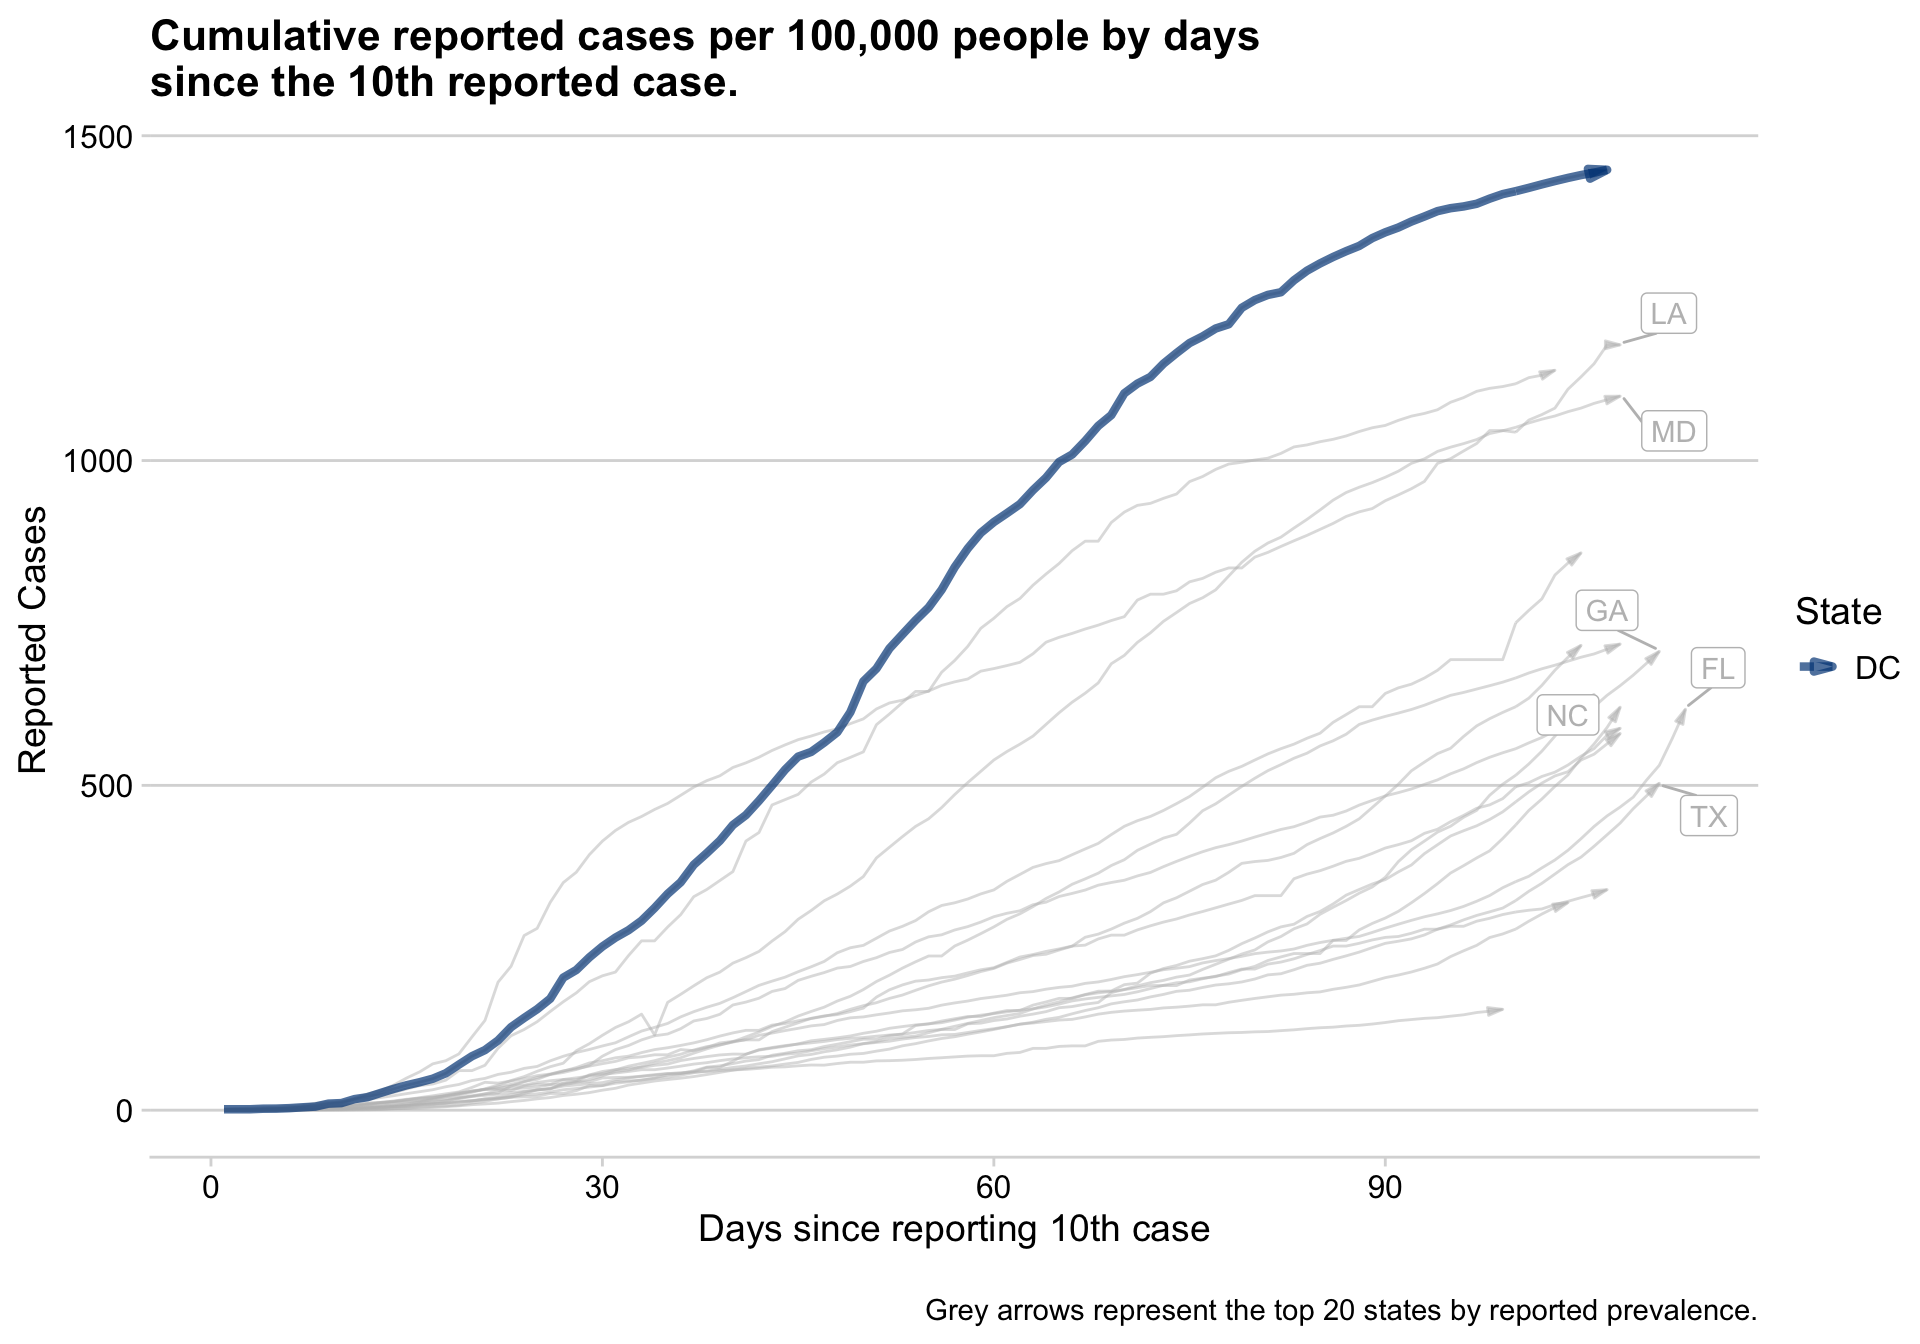 Cumulative reported cases per 100,000 people by days
since the 10th reported case.
1500
1000
500
0
Reported Cases
LA
MD
GA
FL
NC
TX
State
DC
0
30
60
90
Days since reporting 10th case
Grey arrows represent the top 20 states by reported prevalence.